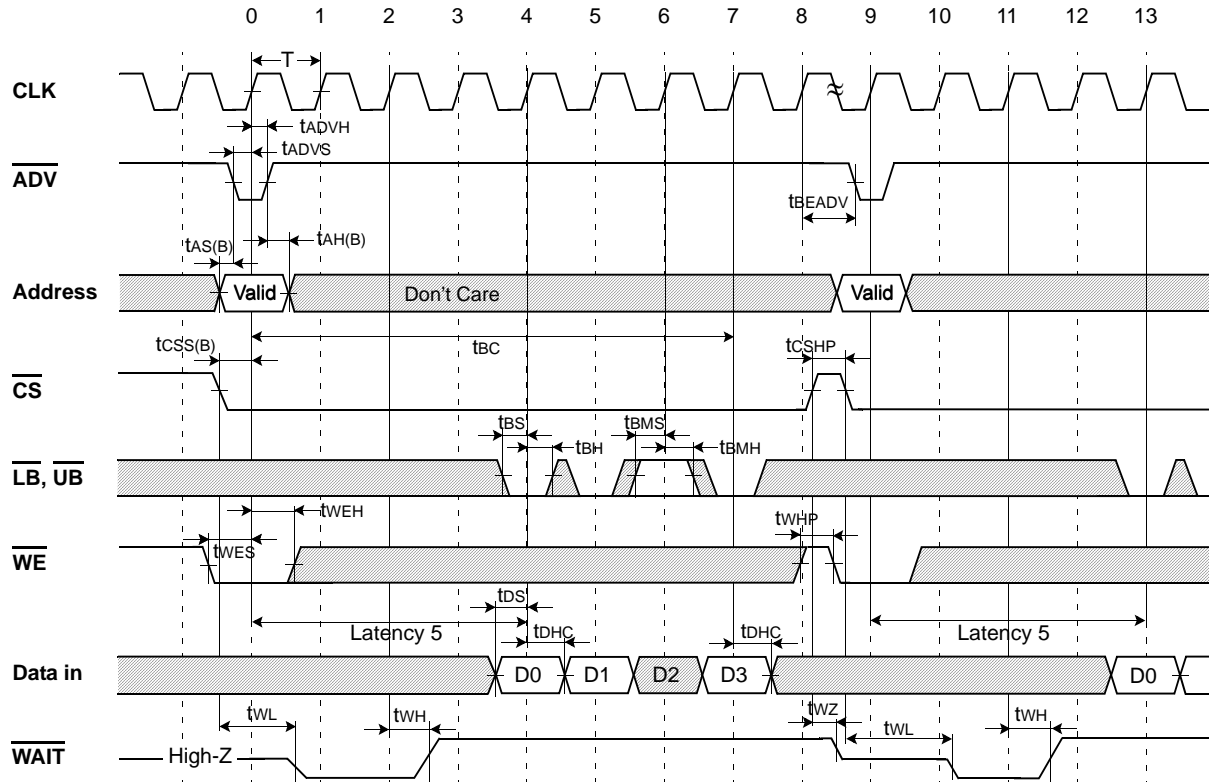 0 1 2 3 4 5 6 7 8 9 10 11 12 13
T
CLK
tADVH
tADVS
ADV
tBEADV
tAS(B) tAH(B)
Address Valid Don't Care Valid
tCSS(B) tBC tCSHP
CS
tBS tBMS
tBH tBMH
LB, UB
tWEH tWHP
tWES
WE
tDS
Latency 5 Latency 5
tDHC tDHC
Data in D0 D1 D2 D3 D0
tWL tWH tWZ tWL tWH
WAIT High-Z